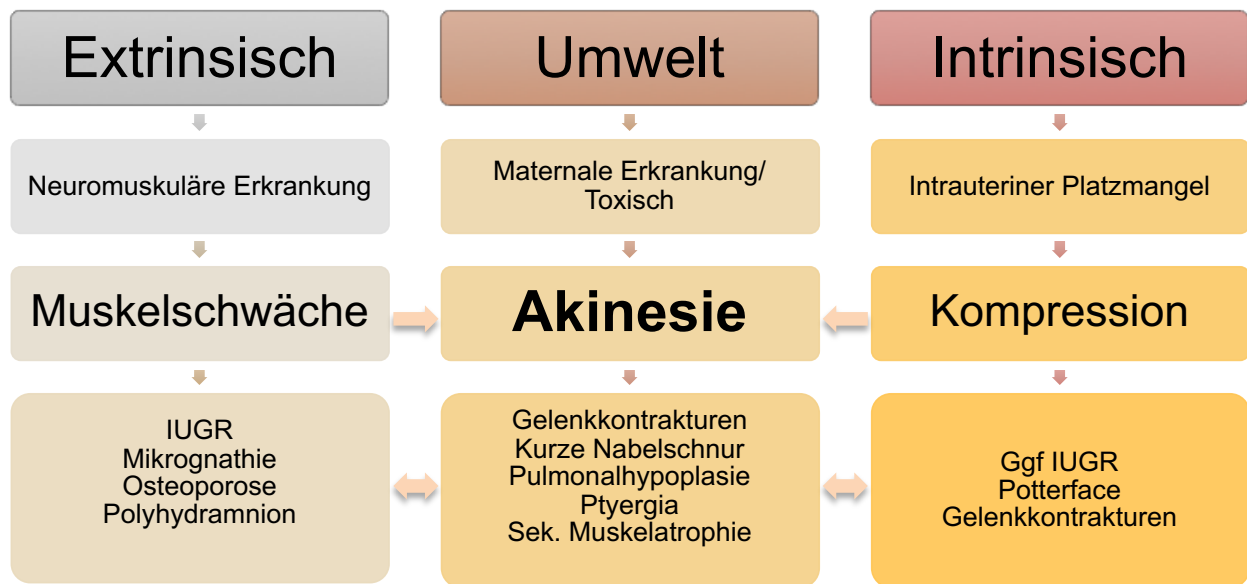 Extrinsisch
Umwelt
Intrinsisch
Neuromuskuläre Erkrankung
Maternale Erkrankung/
Toxisch
Intrauteriner Platzmangel
Muskelschwäche
Akinesie
Kompression
IUGR
Mikrognathie
Osteoporose
Polyhydramnion
Gelenkkontrakturen
Kurze Nabelschnur
Pulmonalhypoplasie
Ptyergia
Sek. Muskelatrophie
Ggf IUGR
Potterface
Gelenkkontrakturen